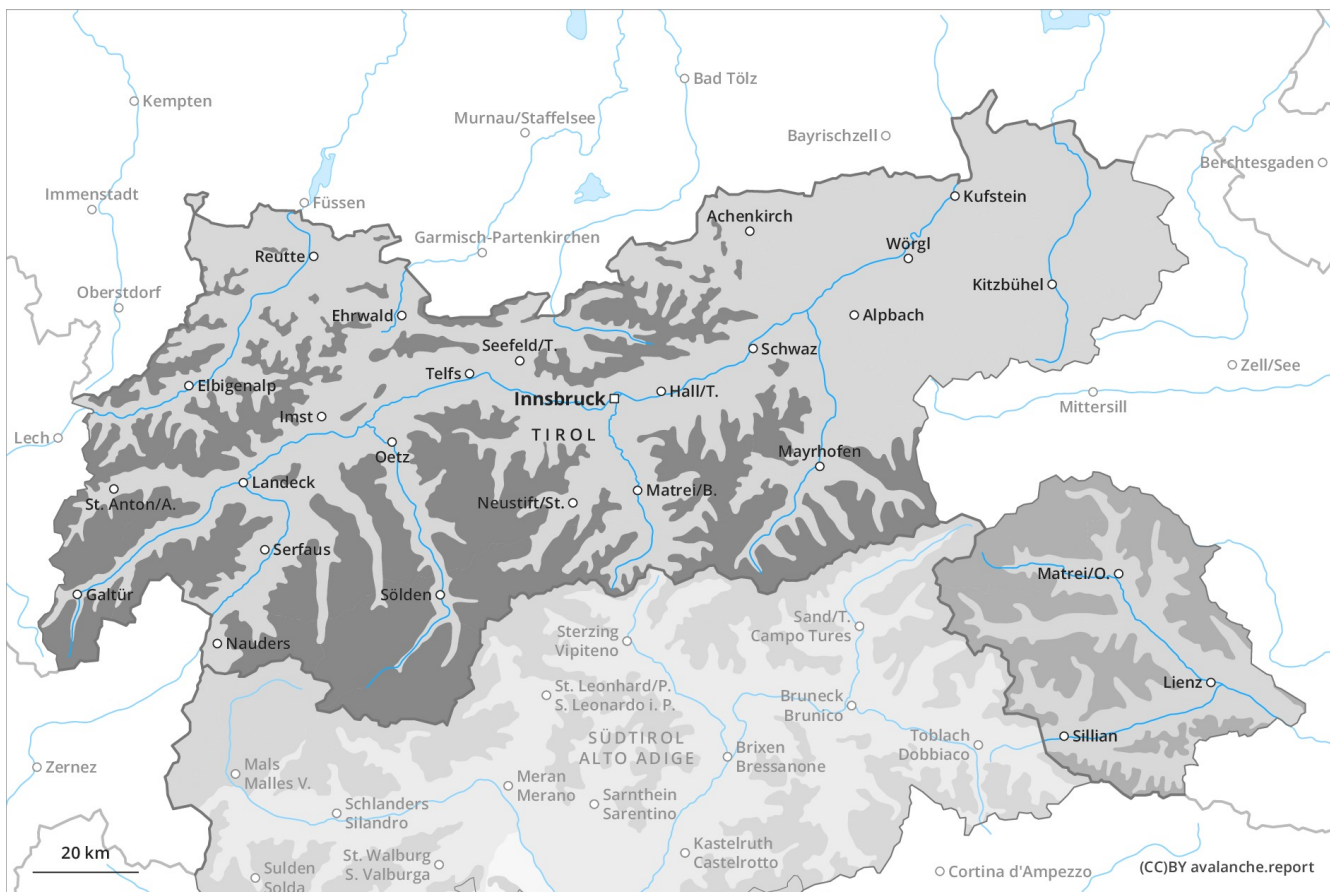 Bad Tölz
Kempten
Murnau/Staffelsee
Bayrischzell
Berchtesgaden
Immenstadt
Füssen
Kufstein
Achenkirch
Garmisch-Partenkirchen
Wörgl
Reutte
Kitzbühel
Oberstdorf
Ehrwald
Alpbach
Seefeld/T.
Schwaz
Zell/See
Telfs
Elbigenalp
Innsbruck
Hall/T.
Mittersill
Imst
Lech
TIROL
Oetz
Mayrhofen
Landeck
Matrei/B.
St. Anton/A.
Neustift/St.
Serfaus
Matrei/O.
Galtür
Sölden
Sand/T.
Campo Tures
Sterzing
Vipiteno
Nauders
Lienz
St. Leonhard/P.
S. Leonardo i. P.
Bruneck
Brunico
SÜDTIROL
ALTO ADIGE
Toblach
Dobbiaco
Sillian
Brixen
Bressanone
Zernez
Mals
Malles V.
Meran
Merano
Sarnthein
Sarentino
Schlanders
Silandro
Kastelruth
Castelrotto
20 km
St. Walburg
S. Valburga
Sulden
Solda
Cortina d'Ampezzo
(CC)BY avalanche.report